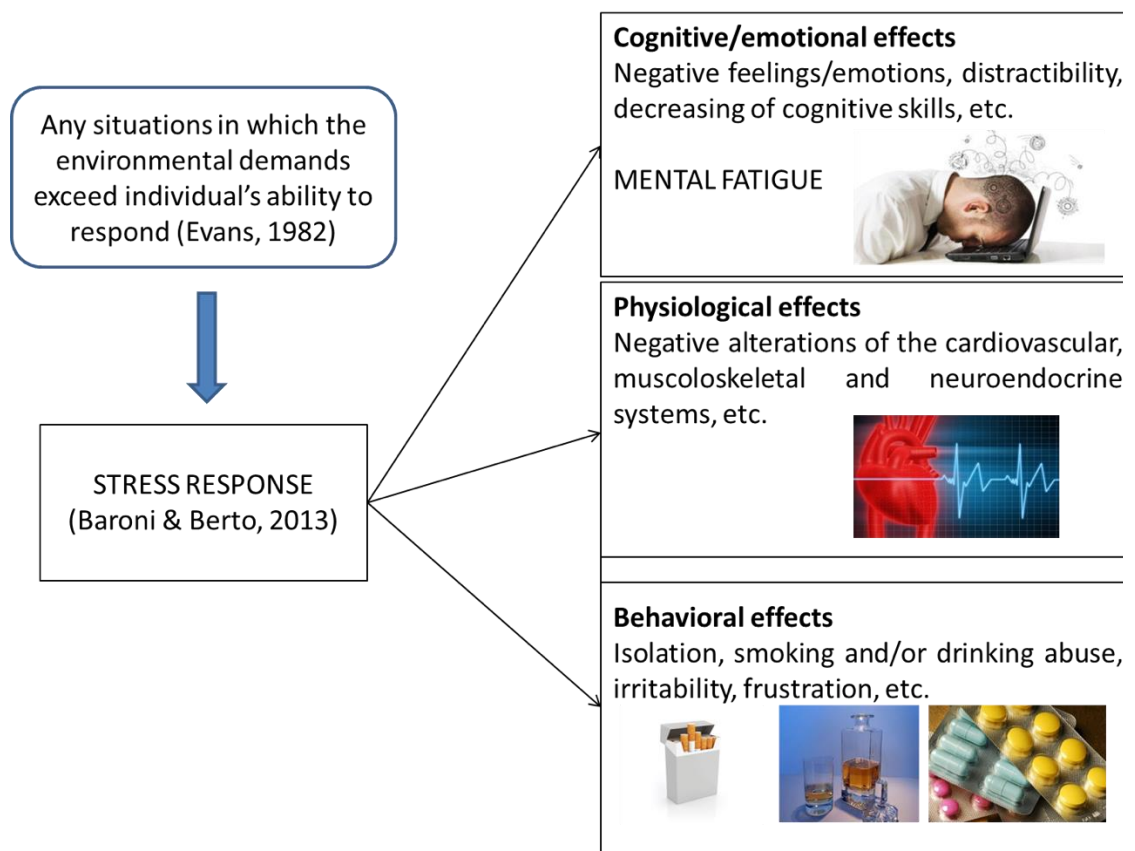 Any situations in which the
environmental demands
exceed individual's ability to
respond (Evans, 1982)
STRESS RESPONSE
(Baroni & Berto, 2013)
Cognitive/emotional effects
Negative feelings/emotions, distractibility,
decreasing of cognitive skills, etc.
MENTAL FATIGUE
Physiological effects
Negative alterations of the cardiovascular,
muscoloskeletal and neuroendocrine
systems, etc.
Behavioral effects
Isolation, smoking and/or drinking abuse,
irritability, frustration, etc.